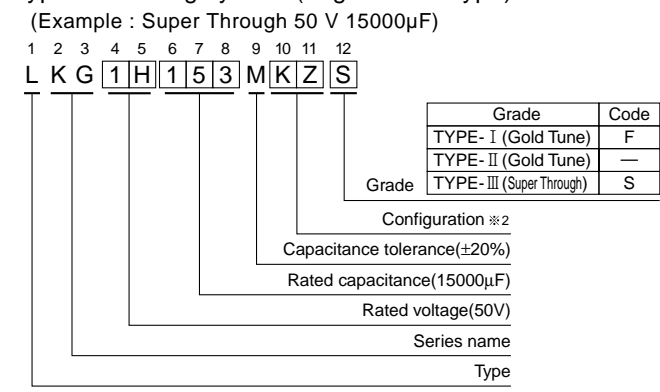 (Example : Super Through 50 V 15000μF)
1 2 3 4 5 6 7 8 9 10 11 12
L K G 1 H 1 5 3 M K Z S
Grade Code
TYPE-Ⅰ (Gold Tune) F
TYPE-Ⅱ (Gold Tune) —
TYPE-Ⅲ (Super Through) S
Grade
Configuration ※2
Capacitance tolerance(±20%)
Rated capacitance(15000μF)
Rated voltage(50V)
Series name
Type